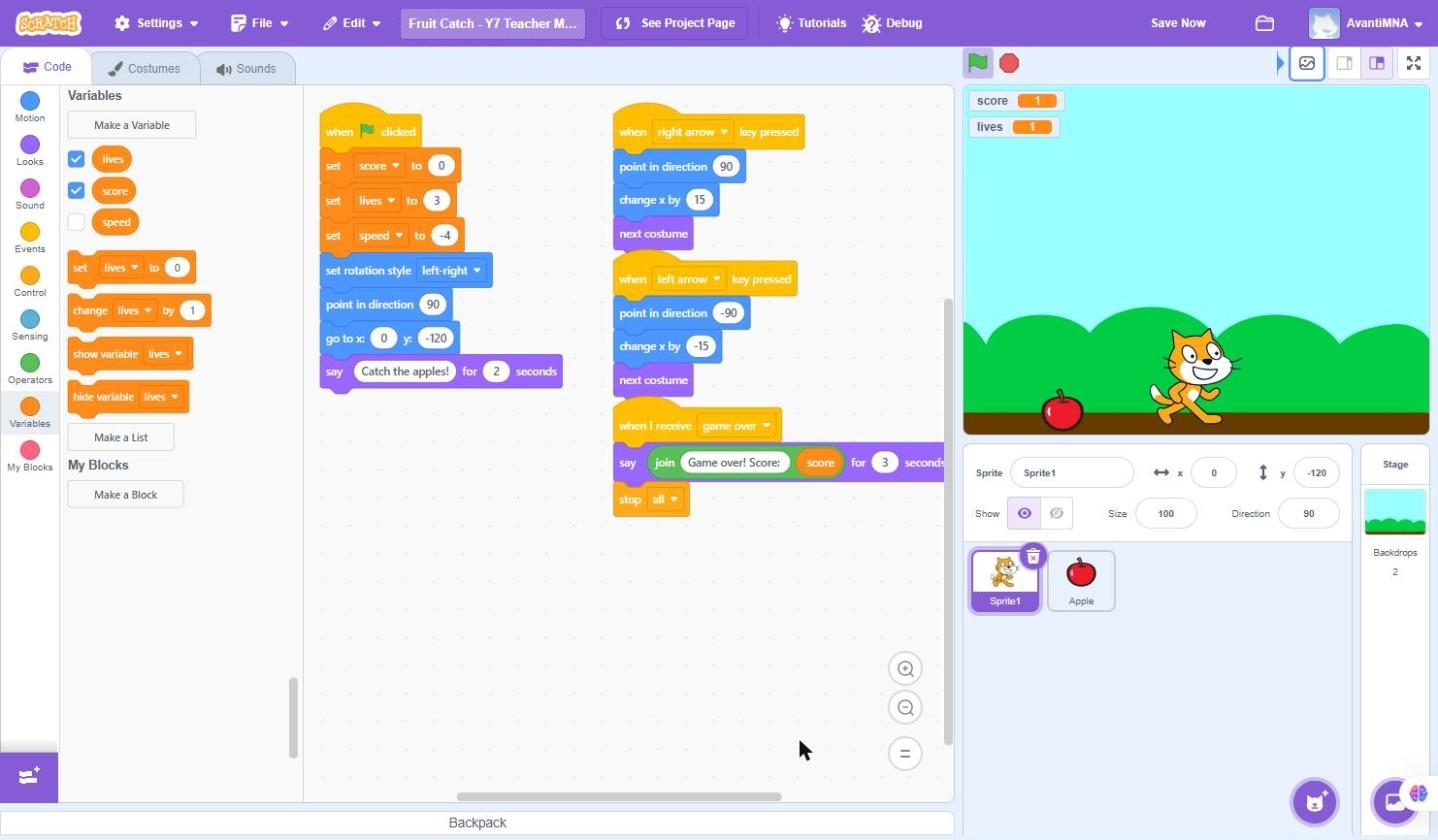 SCRATCH Settings File Edit Fruit Catch - Y7 Teacher M... See Project Page Tutorials Debug Save Now AvantiMNA
Code Costumes Sounds
Motion
Looks
Sound
Events
Control
Sensing
Operators
Variables
My Blocks
Variables
Make a Variable
lives
score
speed
set lives to 0
change lives by 1
show variable lives
hide variable lives
Make a List
My Blocks
Make a Block
when clicked
set score to 0
set lives to 3
set speed to -4
set rotation style left-right
point in direction 90
go to x: 0 y: -120
say Catch the apples! for 2 seconds
when right arrow key pressed
point in direction 90
change x by 15
next costume
when left arrow key pressed
point in direction -90
change x by -15
next costume
when I receive game over
say join Game over! Score: score for 3 seconds
stop all
score 1
lives 1
Sprite Sprite1 x 0 y -120
Show Size 100 Direction 90
Sprite1
Apple
Stage
Backdrops
2
Backpack